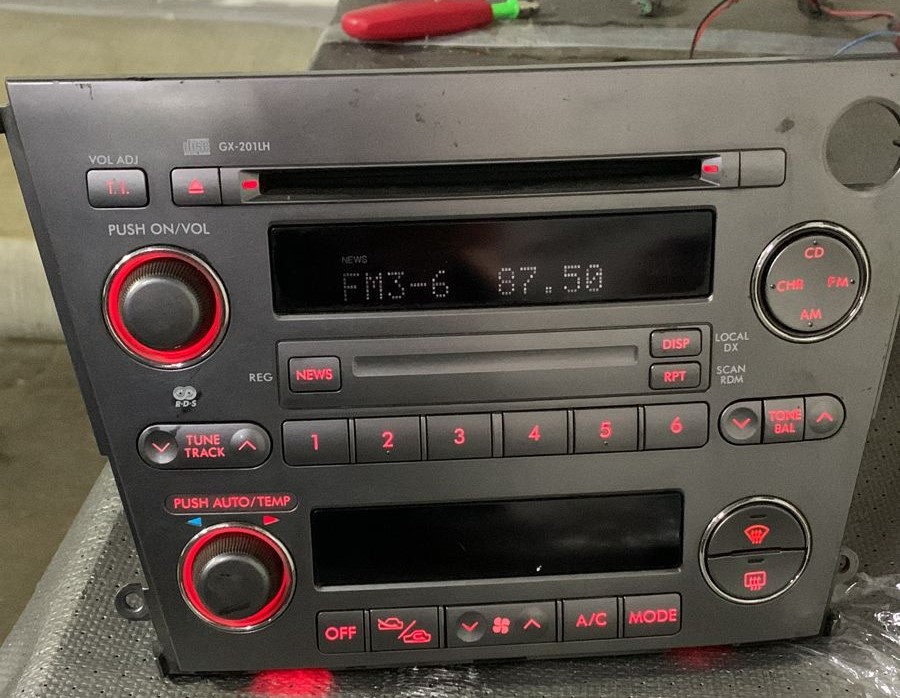 GX-201LH
VOL ADJ
T.I.
PUSH ON/VOL
NEWS
FM3-6 87.50
CD
CHR FM
AM
DISP LOCAL
DX
REG NEWS
RPT SCAN
RDM
R·D·S
TUNE
TRACK
1 2 3 4 5 6
TONE
BAL
PUSH AUTO/TEMP
OFF A/C MODE